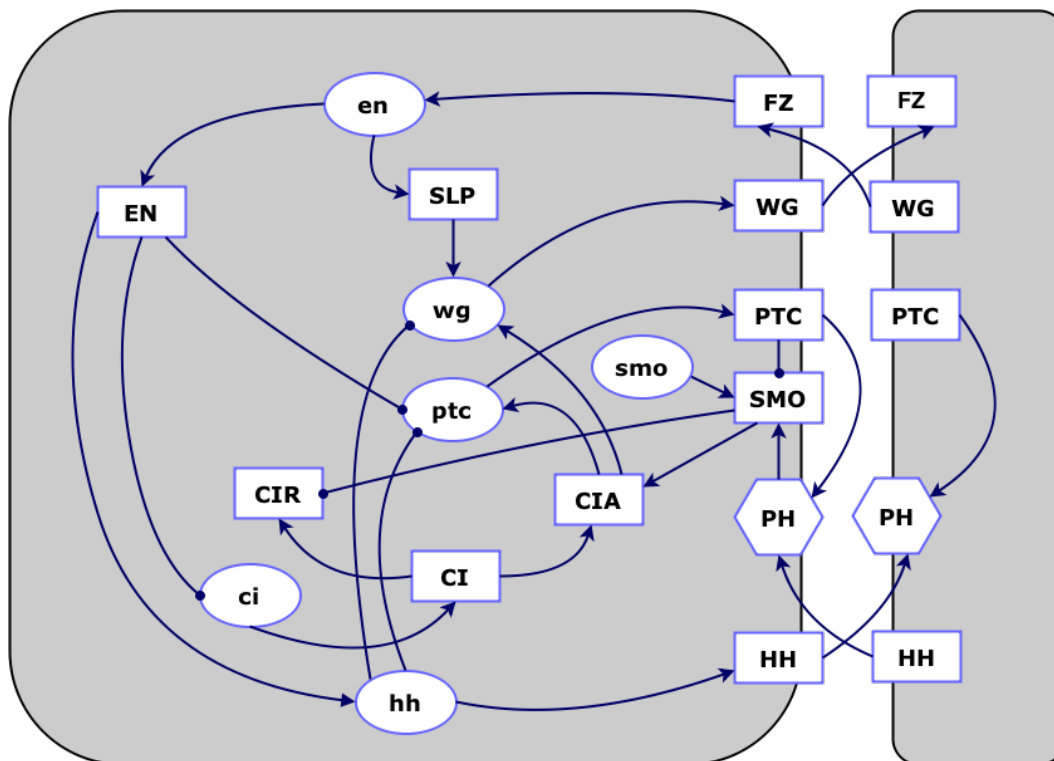 en
FZ
FZ
EN
SLP
WG
WG
wg
PTC
PTC
smo
SMO
ptc
CIR
CIA
PH
PH
CI
ci
HH
HH
hh